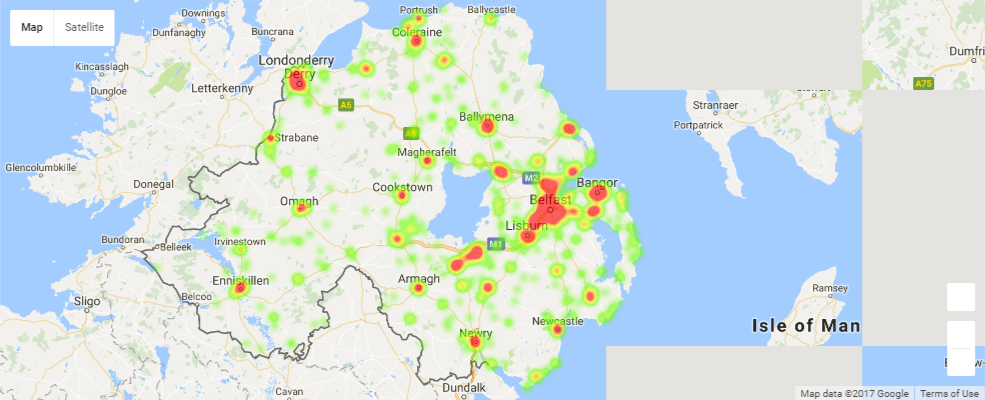 Map
Satellite
Downings
Dunfanaghy
Buncrana
Portrush
Ballycastle
Coleraine
Kincasslagh
Dungloe
Letterkenny
Londonderry
Derry
A6
Strabane
Glencolumbkille
Donegal
Ballymena
A6
Magherafelt
Cookstown
M2
Bangor
Belfast
Omagh
Lisburn
M1
Bundoran
Belleek
Irvinestown
Enniskillen
Belcoo
Sligo
Armagh
Newcastle
Newry
Cavan
Dundalk
Stranraer
Portpatrick
Dumfri
A75
Ramsey
Isle of Man
Map data ©2017 Google
Terms of Use